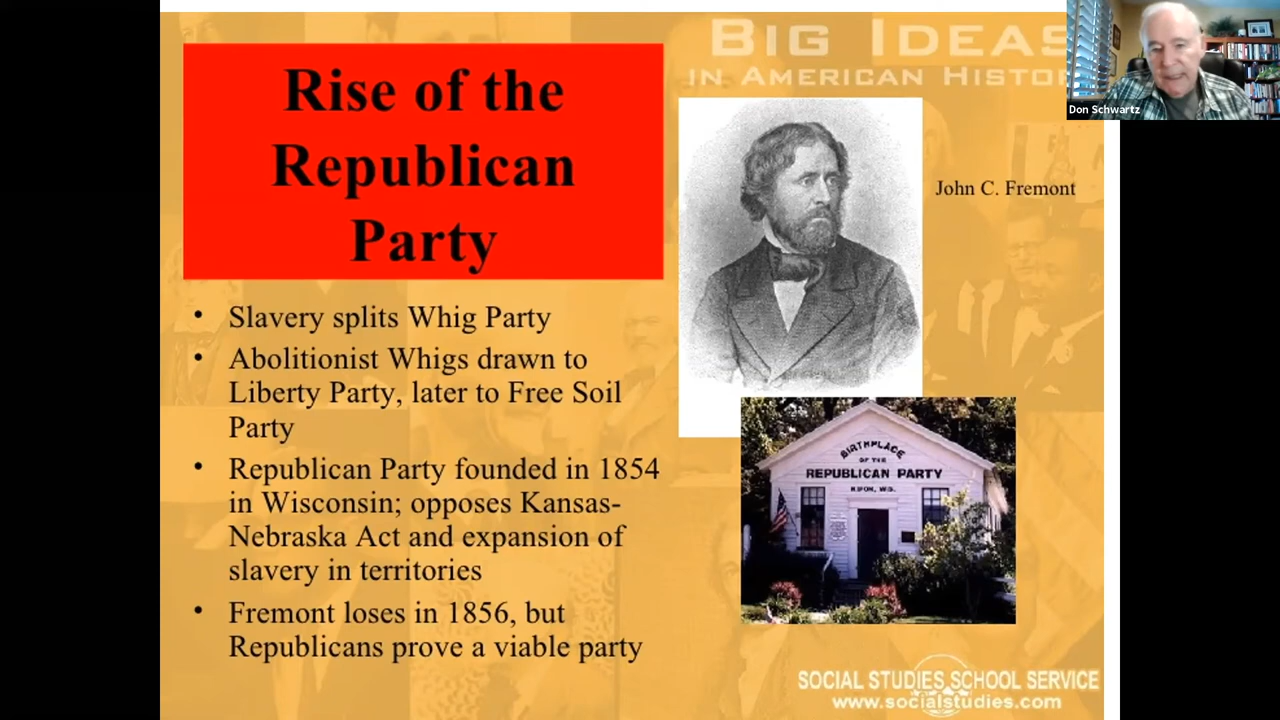 Rise of the
Republican
Party
• Slavery splits Whig Party
• Abolitionist Whigs drawn to
Liberty Party, later to Free Soil
Party
• Republican Party founded in 1854
in Wisconsin; opposes Kansas-
Nebraska Act and expansion of
slavery in territories
• Fremont loses in 1856, but
Republicans prove a viable party
BIG IDEAS
IN AMERICAN HISTOR
Don Schwartz
John C. Fremont
BIRTHPLACE
OF THE
REPUBLICAN PARTY
RIPON, WIS.
SOCIAL STUDIES SCHOOL SERVICE
www.socialstudies.com